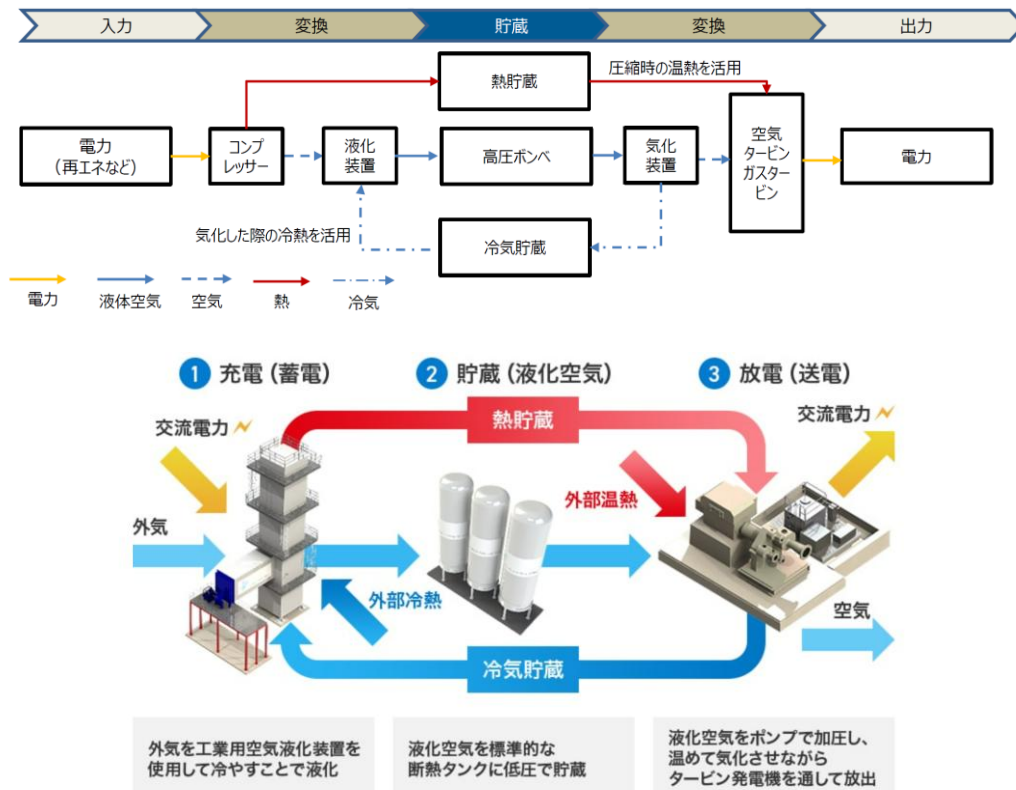 入力
変換
貯蔵
変換
出力
圧縮時の温熱を活用
熱貯蔵
電力
(再エネなど)
コンプ
レッサー
液化
装置
高圧ボンベ
気化
装置
空気
タービン
ガスター
ビン
電力
気化した際の冷熱を活用
冷気貯蔵
電力
液体空気
空気
熱
冷気
1 充電(蓄電)
2 貯蔵(液化空気)
3 放電(送電)
交流電力
熱貯蔵
交流電力
外気
外部温熱
外部冷熱
空気
冷気貯蔵
外気を工業用空気液化装置を
使用して冷やすことで液化
液化空気を標準的な
断熱タンクに低圧で貯蔵
液化空気をポンプで加圧し、
温めて気化させながら
タービン発電機を通して放出